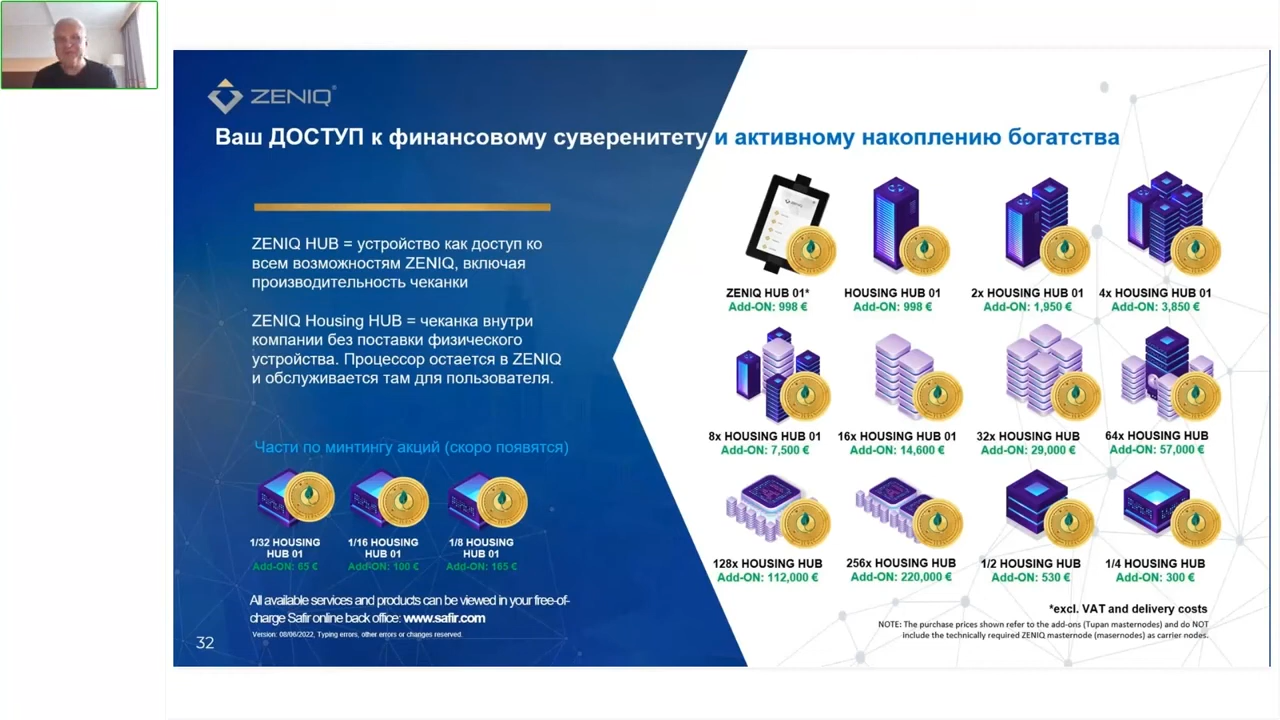 ZENIQ®
Ваш ДОСТУП к финансовому суверенитету и активному накоплению богатства
ZENIQ HUB = устройство как доступ ко
всем возможностям ZENIQ, включая
производительность чеканки
ZENIQ Housing HUB = чеканка внутри
компании без поставки физического
устройства. Процессор остается в ZENIQ
и обслуживается там для пользователя.
Части по минтингу акций (скоро появятся)
1/32 HOUSING
HUB 01
Add-ON: 65 €
1/16 HOUSING
HUB 01
Add-ON: 100 €
1/8 HOUSING
HUB 01
Add-ON: 165 €
All available services and products can be viewed in your free-of-
charge Safir online back office: www.safir.com
Version: 08/06/2022, Typing errors, other errors or changes reserved.
32
ZENIQ HUB 01*
Add-ON: 998 €
HOUSING HUB 01
Add-ON: 998 €
2x HOUSING HUB 01
Add-ON: 1,950 €
4x HOUSING HUB 01
Add-ON: 3,850 €
8x HOUSING HUB 01
Add-ON: 7,500 €
16x HOUSING HUB 01
Add-ON: 14,600 €
32x HOUSING HUB
Add-ON: 29,000 €
64x HOUSING HUB
Add-ON: 57,000 €
128x HOUSING HUB
Add-ON: 112,000 €
256x HOUSING HUB
Add-ON: 220,000 €
1/2 HOUSING HUB
Add-ON: 530 €
1/4 HOUSING HUB
Add-ON: 300 €
*excl. VAT and delivery costs
NOTE: The purchase prices shown refer to the add-ons (Tupan masternodes) and do NOT
include the technically required ZENIQ masternode (masernodes) as carrier nodes.